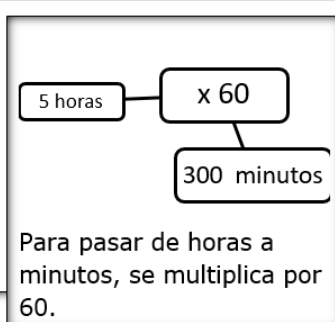 5 horas
x 60
300 minutos
Para pasar de horas a
minutos, se multiplica por
60.